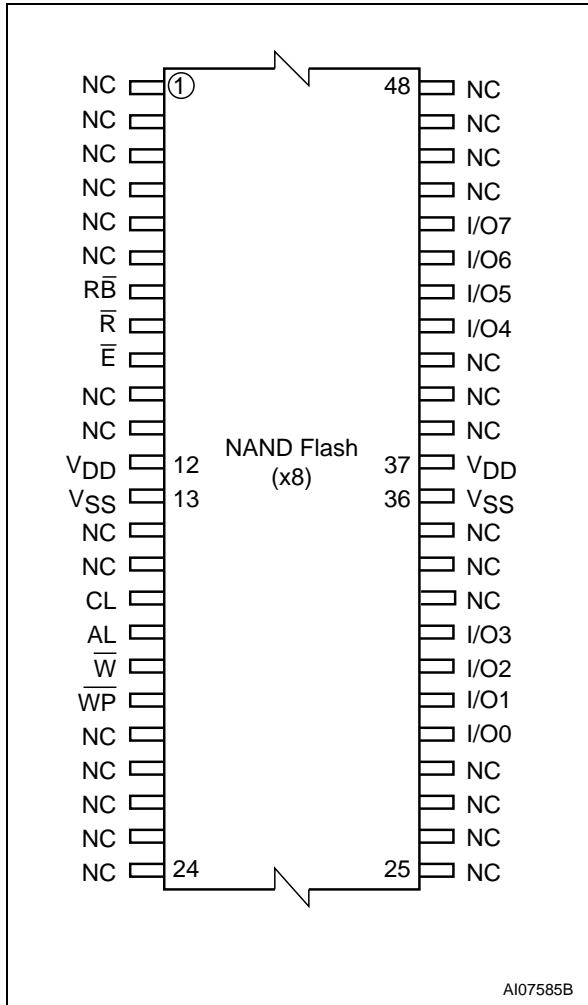 NC 1 48 NC
NC NC
NC NC
NC NC
NC I/O7
NC I/O6
RB̅ I/O5
R̅ I/O4
E̅ NC
NC NC
NC NC
VDD 12 NAND Flash 37 VDD
(x8)
VSS 13 36 VSS
NC NC
NC NC
CL NC
AL I/O3
W̅ I/O2
W̅P̅ I/O1
NC I/O0
NC NC
NC NC
NC NC
NC 24 25 NC
AI07585B